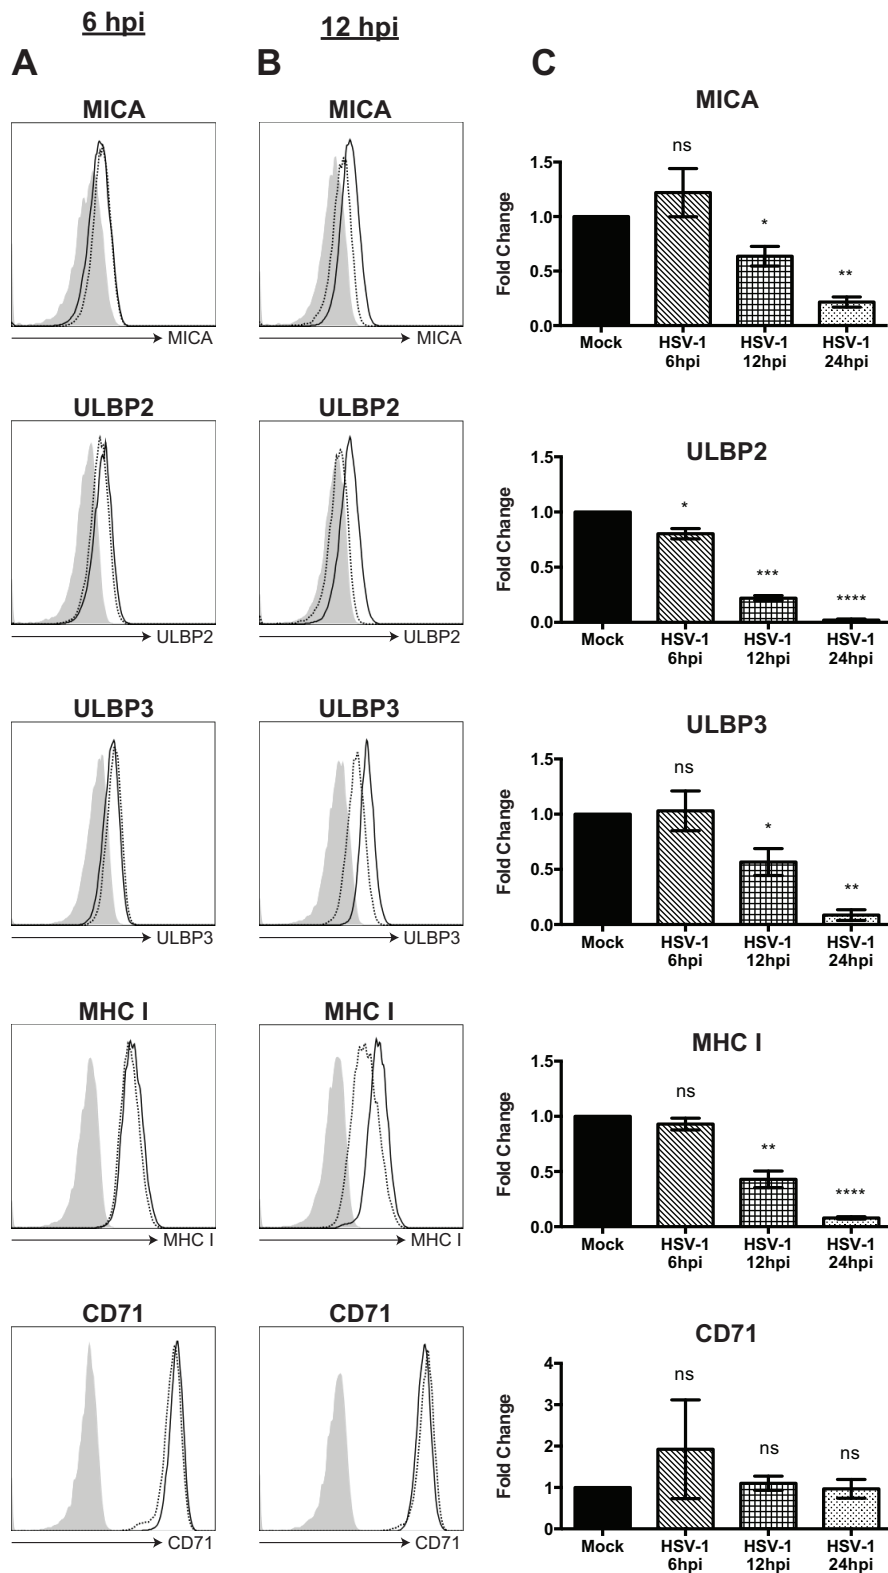 6 hpi
12 hpi
A
B
C
MICA
MICA
MICA
MICA
MICA
ns
*
**
Fold Change
1.5
1.0
0.5
0.0
Mock
HSV-1
6hpi
HSV-1
12hpi
HSV-1
24hpi
ULBP2
ULBP2
ULBP2
ULBP2
ULBP2
*
***
****
Fold Change
1.5
1.0
0.5
0.0
Mock
HSV-1
6hpi
HSV-1
12hpi
HSV-1
24hpi
ULBP3
ULBP3
ULBP3
ULBP3
ULBP3
ns
*
**
Fold Change
1.5
1.0
0.5
0.0
Mock
HSV-1
6hpi
HSV-1
12hpi
HSV-1
24hpi
MHC I
MHC I
MHC I
MHC I
MHC I
ns
**
****
Fold Change
1.5
1.0
0.5
0.0
Mock
HSV-1
6hpi
HSV-1
12hpi
HSV-1
24hpi
CD71
CD71
CD71
CD71
CD71
ns
ns
ns
Fold Change
4
3
2
1
0
Mock
HSV-1
6hpi
HSV-1
12hpi
HSV-1
24hpi